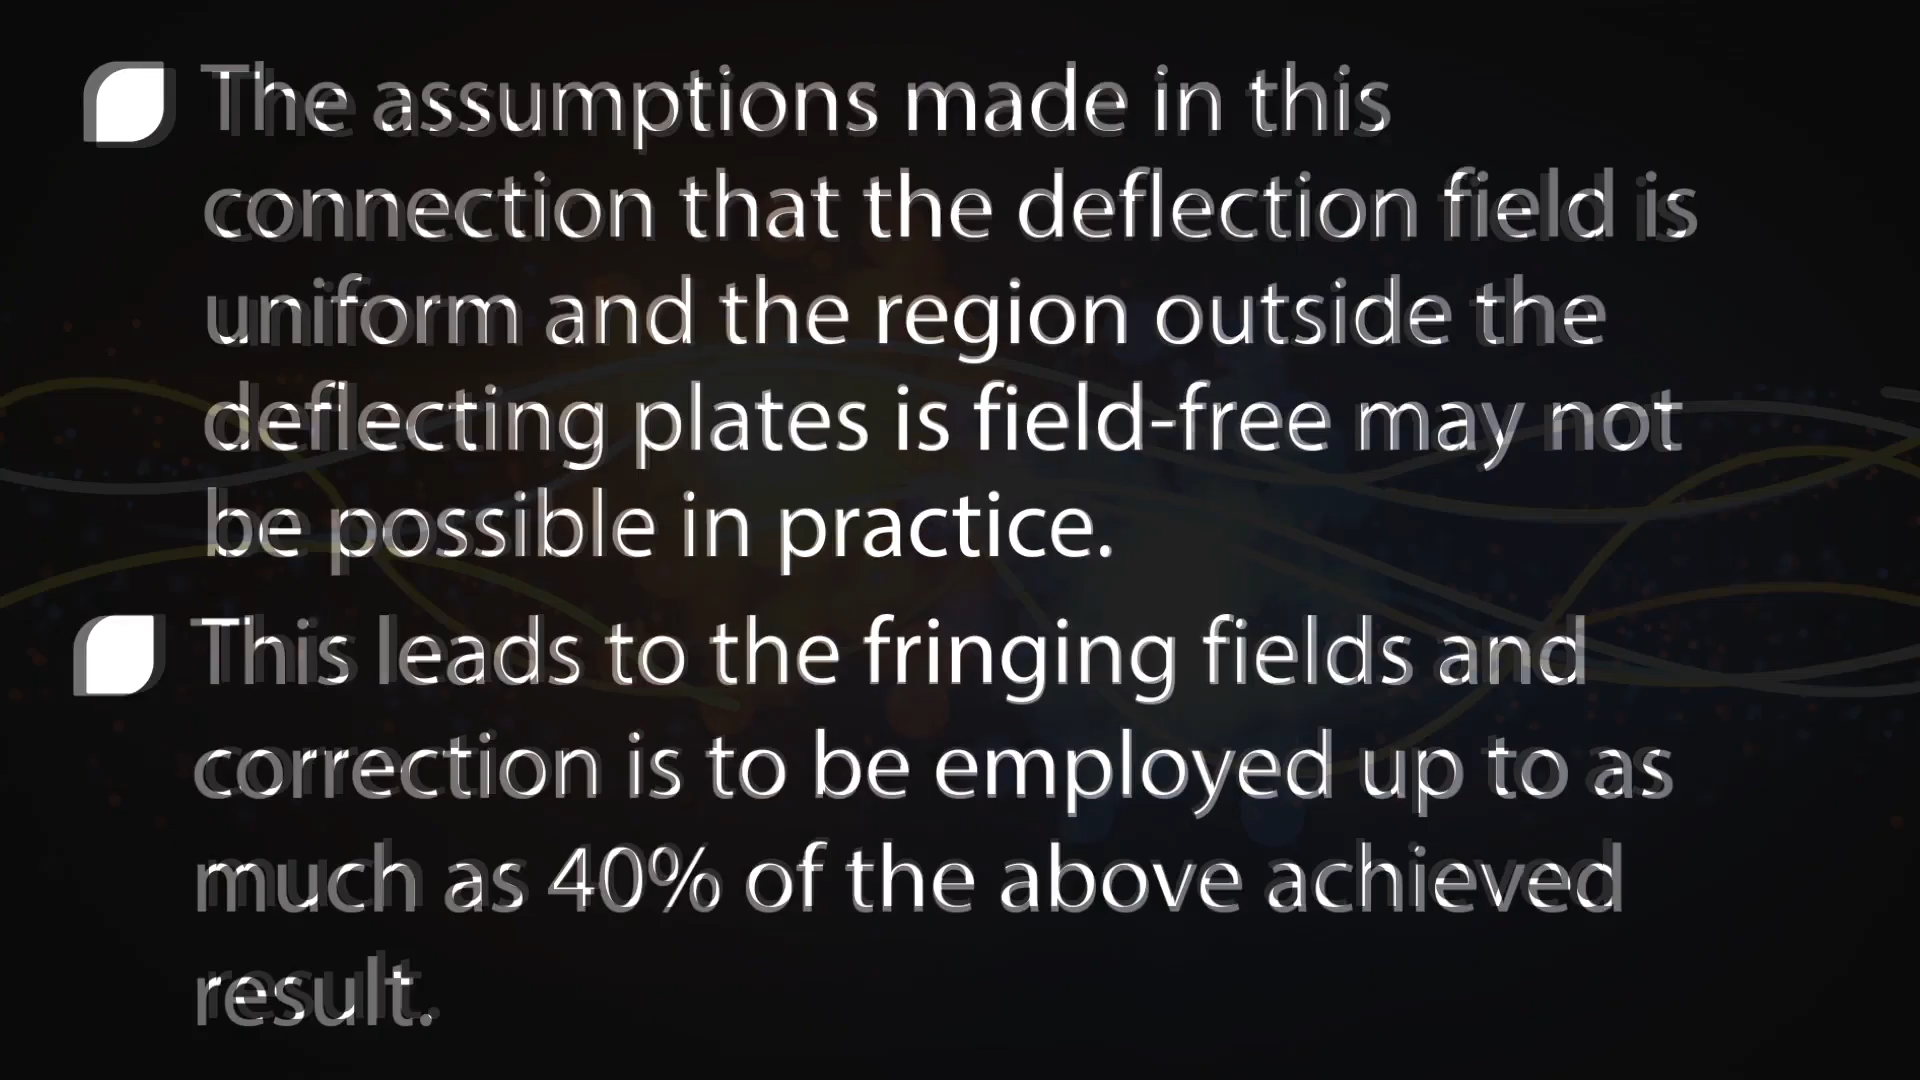 The assumptions made in this
connection that the deflection field is
uniform and the region outside the
deflecting plates is field-free may not
be possible in practice.
This leads to the fringing fields and
correction is to be employed up to as
much as 40% of the above achieved
result.